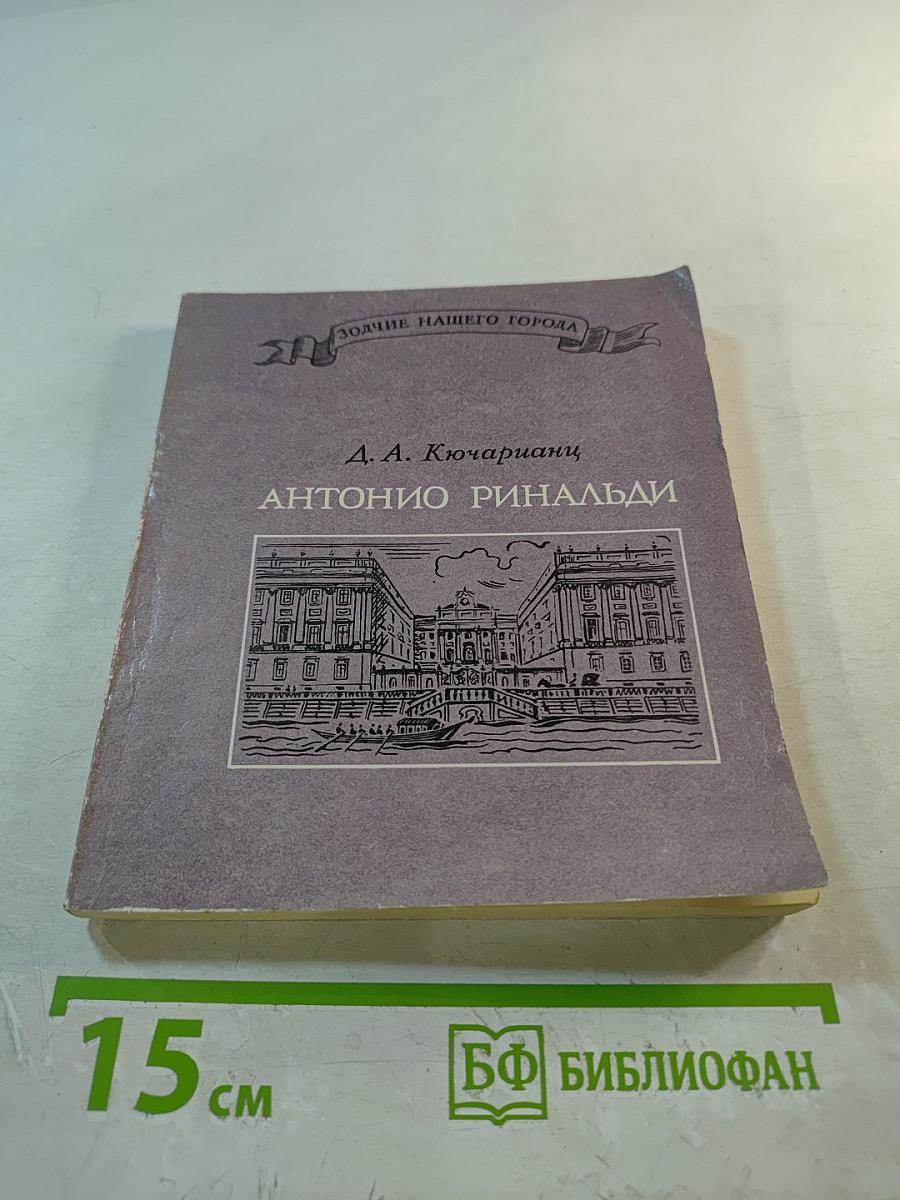 ЗОДЧИЕ НАШЕГО ГОРОДА
Д. А. Кючарианц
АНТОНИО РИНАЛЬДИ
15 см
БФ БИБЛИОФАН